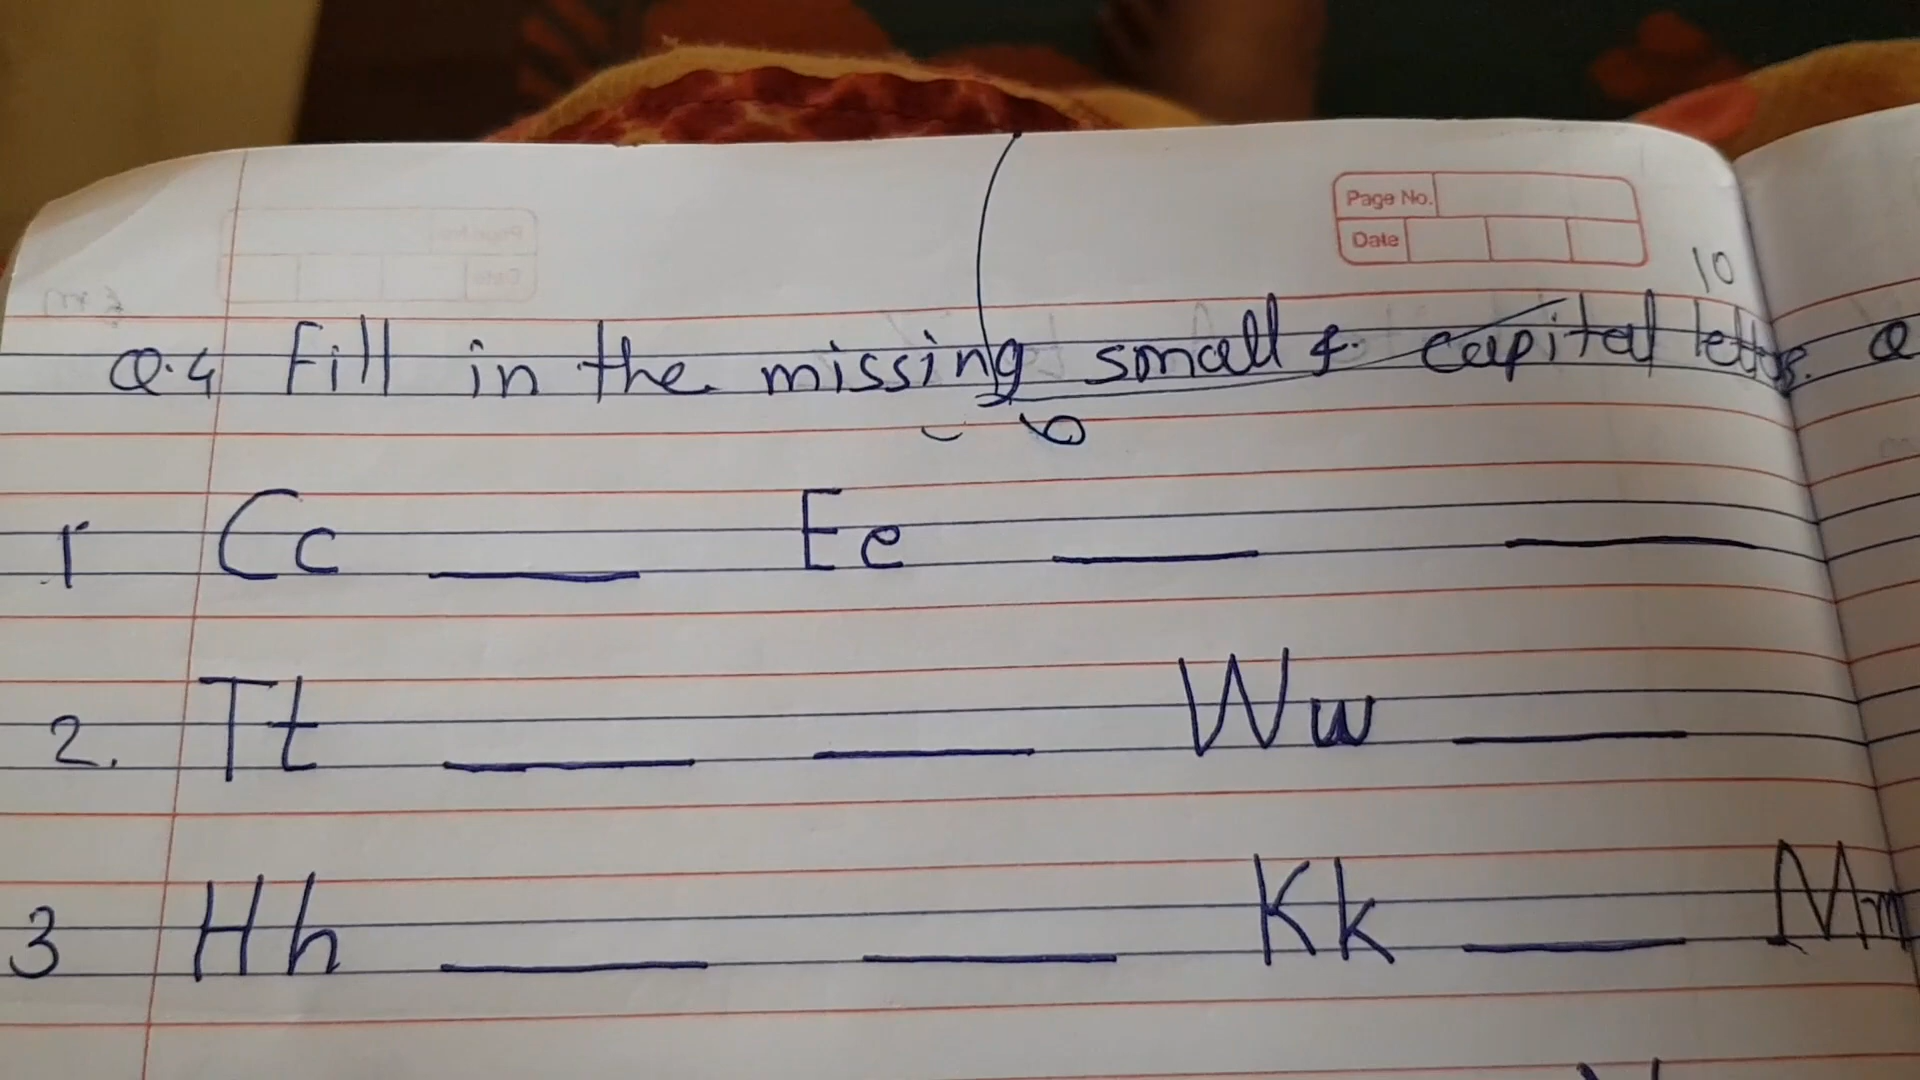 Page No.
Date
10
Q.4 Fill in the missing small & capital letters.
1 Cc ____ Ee ____ ____
2. Tt ____ ____ Ww ____
3 Hh ____ ____ Kk ____ Mm